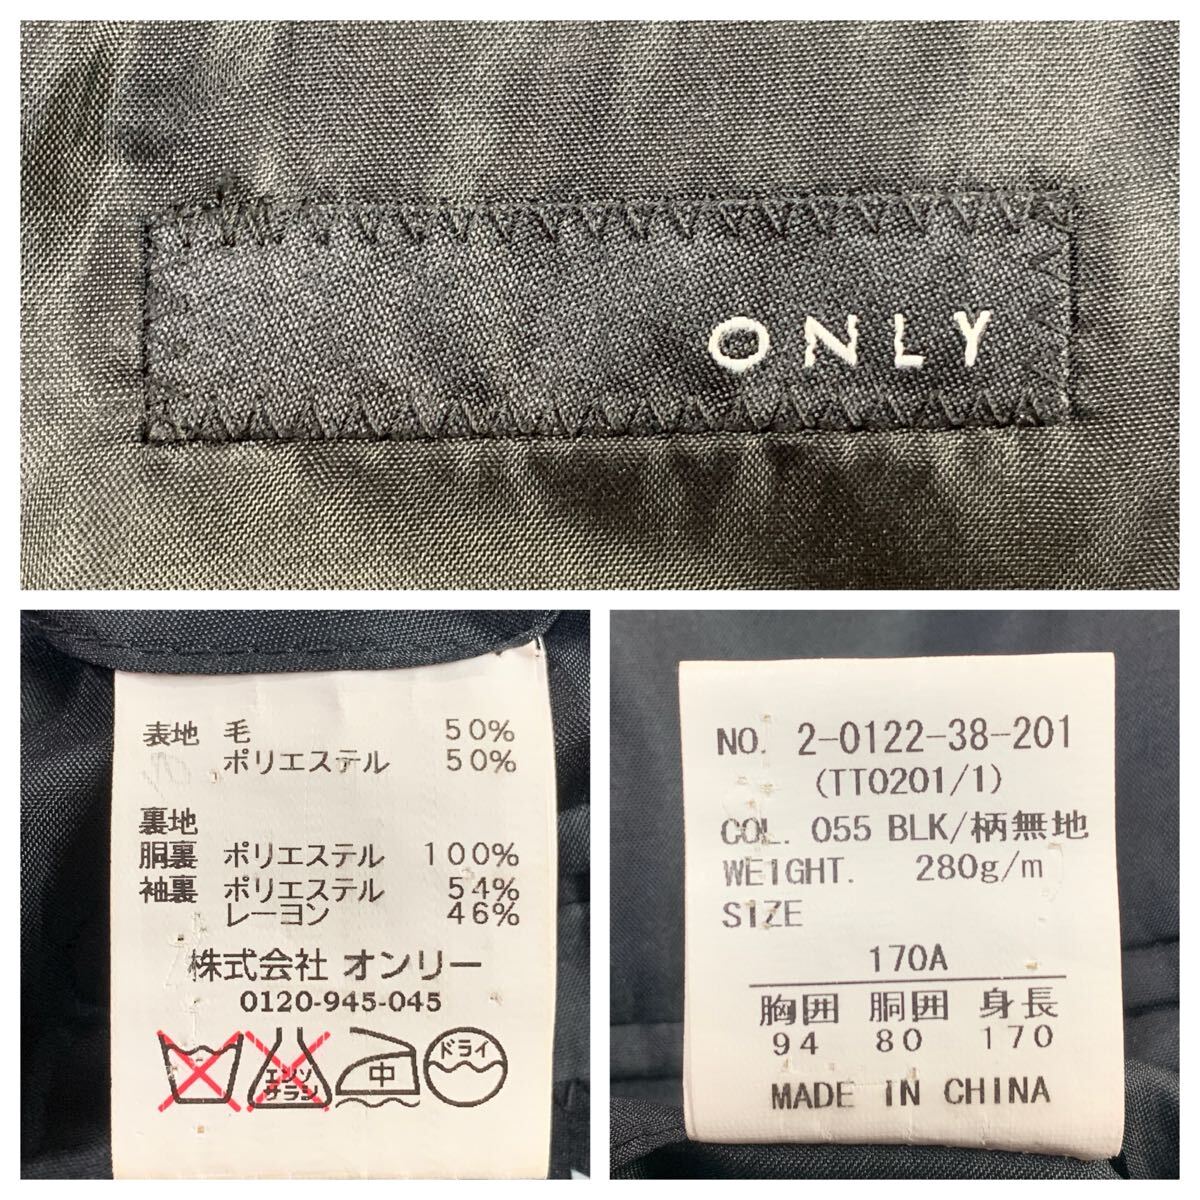 ONLY
表地 毛 50%
ポリエステル 50%
裏地
胴裏 ポリエステル 100%
袖裏 ポリエステル 54%
レーヨン 46%
株式会社 オンリー
0120-945-045
エンソ
サラシ
中
ドライ
NO. 2-0122-38-201
(TT0201/1)
COL. 055 BLK/柄無地
WEIGHT. 280g/m
SIZE
170A
胸囲 胴囲 身長
94 80 170
MADE IN CHINA